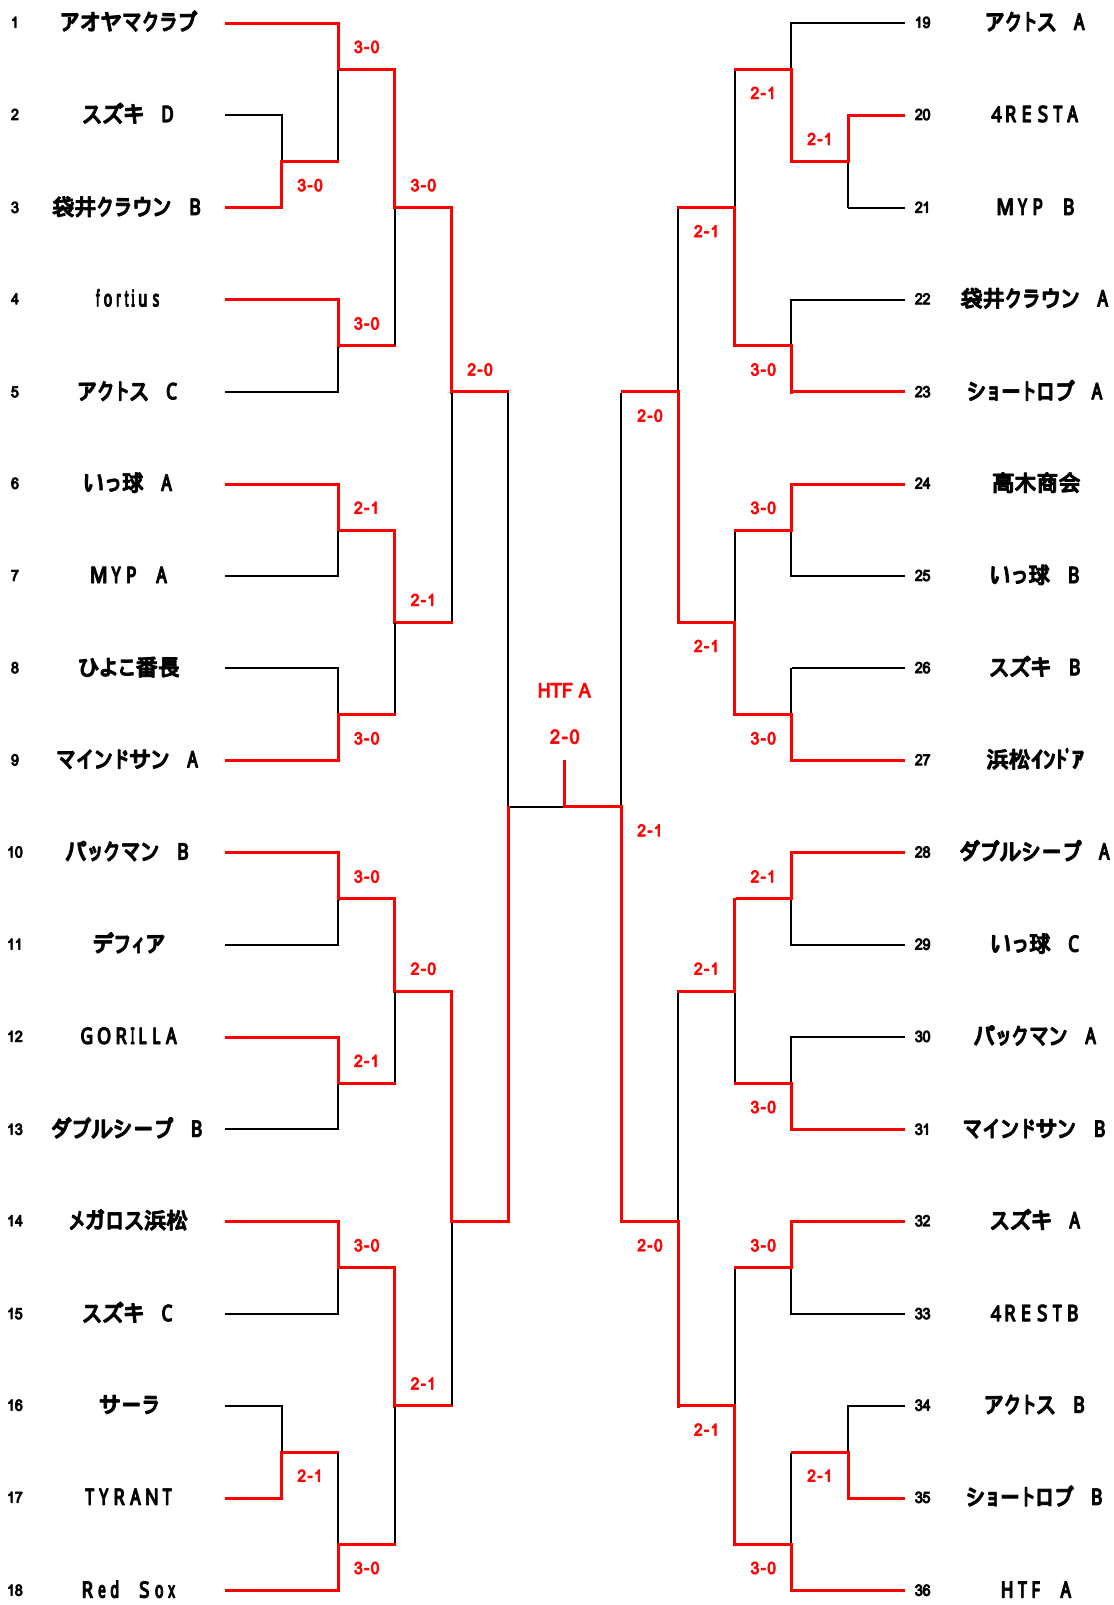 1 アオヤマクラブ
3-0
2 スズキ D
3-0
3 袋井クラウン B
3-0
4 fortius
3-0
5 アクトス C
2-0
6 いっ球 A
2-1
7 MYP A
2-1
8 ひよこ番長
3-0
9 マインドサン A
10 パックマン B
3-0
11 デフィア
2-0
12 GORILLA
2-1
13 ダブルシープ B
14 メガロス浜松
3-0
15 スズキ C
2-1
16 サーラ
2-1
17 TYRANT
3-0
18 Red Sox
HTF A
2-0
2-1
19 アクトス A
2-1
20 4RESTA
2-1
21 MYP B
2-1
22 袋井クラウン A
3-0
23 ショートロブ A
2-0
24 高木商会
3-0
25 いっ球 B
2-1
26 スズキ B
3-0
27 浜松インドア
28 ダブルシープ A
2-1
29 いっ球 C
2-1
30 パックマン A
3-0
31 マインドサン B
32 スズキ A
2-0
3-0
33 4RESTB
34 アクトス B
2-1
2-1
35 ショートロブ B
3-0
36 HTF A